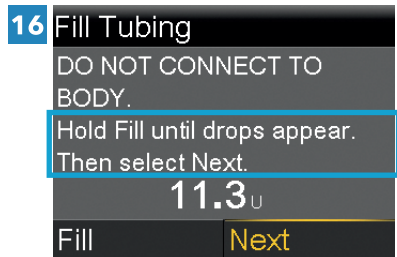 16 Fill Tubing
DO NOT CONNECT TO
BODY.
Hold Fill until drops appear.
Then select Next.
11.3 U
Fill Next